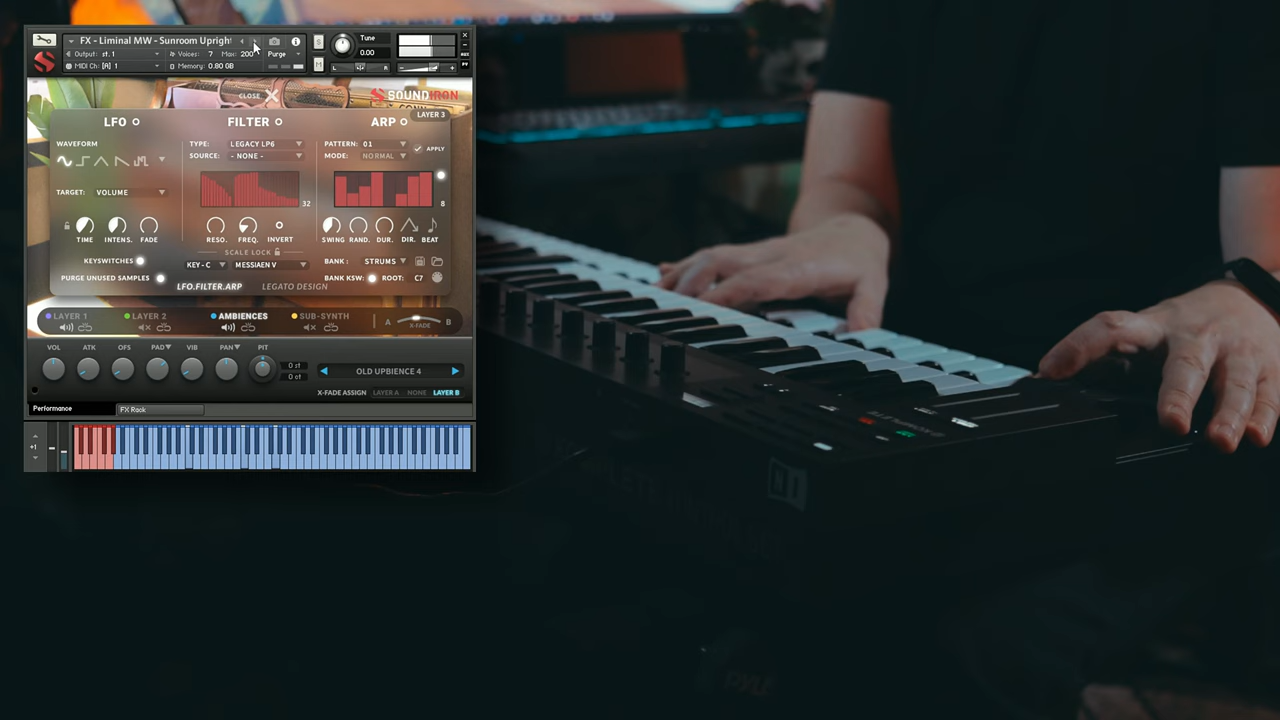 FX - Liminal MW - Sunroom Upright
Output: st.1 Voices: 7 Max: 200 Purge
MIDI Ch: [A] 1 Memory: 0.80 GB
S
M
Tune
0.00
L R
CLOSE
SOUNDIRON
LAYER 3
LFO FILTER ARP
WAVEFORM
TARGET: VOLUME
TIME INTENS. FADE
KEYSWITCHES
PURGE UNUSED SAMPLES
TYPE: LEGACY LP6
SOURCE: - NONE -
32
RESO. FREQ. INVERT
SCALE LOCK
KEY - C MESSIAEN V
PATTERN: 01
MODE: NORMAL APPLY
8
SWING RAND. DUR. DIR. BEAT
BANK: STRUMS
BANK KSW: ROOT: C7
LFO.FILTER.ARP LEGATO DESIGN
LAYER 1 LAYER 2 AMBIENCES SUB-SYNTH
A X-FADE B
VOL ATK OFS PAD VIB PAN PIT
0 st
0 ct
OLD UPBIENCE 4
X-FADE ASSIGN LAYER A NONE LAYER B
Performance FX Rack
+1